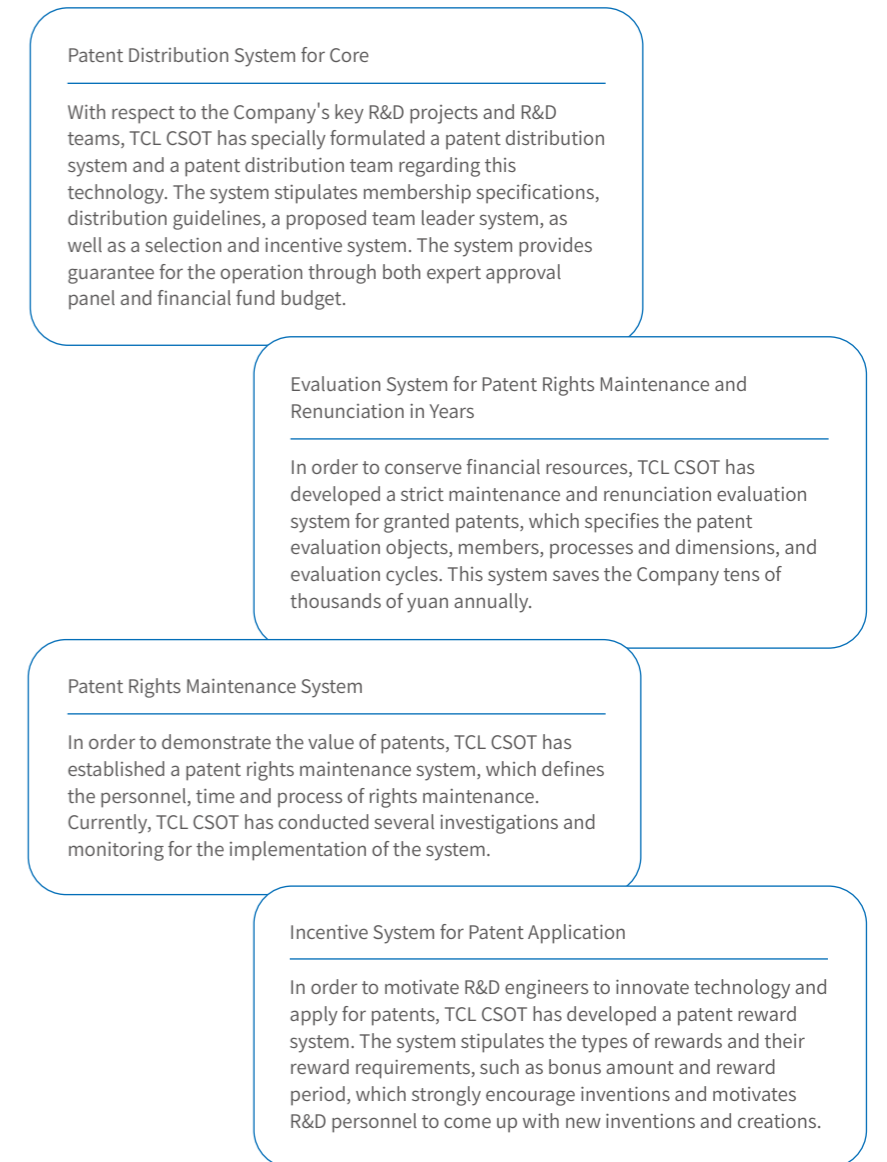 Patent Distribution System for Core
With respect to the Company's key R&D projects and R&D
teams, TCL CSOT has specially formulated a patent distribution
system and a patent distribution team regarding this
technology. The system stipulates membership specifications,
distribution guidelines, a proposed team leader system, as
well as a selection and incentive system. The system provides
guarantee for the operation through both expert approval
panel and financial fund budget.
Evaluation System for Patent Rights Maintenance and
Renunciation in Years
In order to conserve financial resources, TCL CSOT has
developed a strict maintenance and renunciation evaluation
system for granted patents, which specifies the patent
evaluation objects, members, processes and dimensions, and
evaluation cycles. This system saves the Company tens of
thousands of yuan annually.
Patent Rights Maintenance System
In order to demonstrate the value of patents, TCL CSOT has
established a patent rights maintenance system, which defines
the personnel, time and process of rights maintenance.
Currently, TCL CSOT has conducted several investigations and
monitoring for the implementation of the system.
Incentive System for Patent Application
In order to motivate R&D engineers to innovate technology and
apply for patents, TCL CSOT has developed a patent reward
system. The system stipulates the types of rewards and their
reward requirements, such as bonus amount and reward
period, which strongly encourage inventions and motivates
R&D personnel to come up with new inventions and creations.